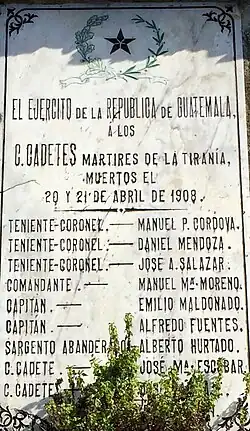 EL EJERCITO DE LA REPUBLICA DE GUATEMALA,
Á LOS
C.CADETES MARTIRES DE LA TIRANÍA,
MUERTOS EL
20 Y 21 DE ABRIL DE 1908.
TENIENTE-CORONEL.— MANUEL P. CORDOVA.
TENIENTE-CORONEL.— DANIEL MENDOZA.
TENIENTE-CORONEL.— JOSE A. SALAZAR.
COMANDANTE.— MANUEL Mª MORENO.
CAPITAN.— EMILIO MALDONADO.
CAPITAN.— ALFREDO FUENTES.
SARGENTO ABANDERADO ALBERTO HURTADO.
C. CADETE JOSE Mª ESCOBAR.
C. CADETES